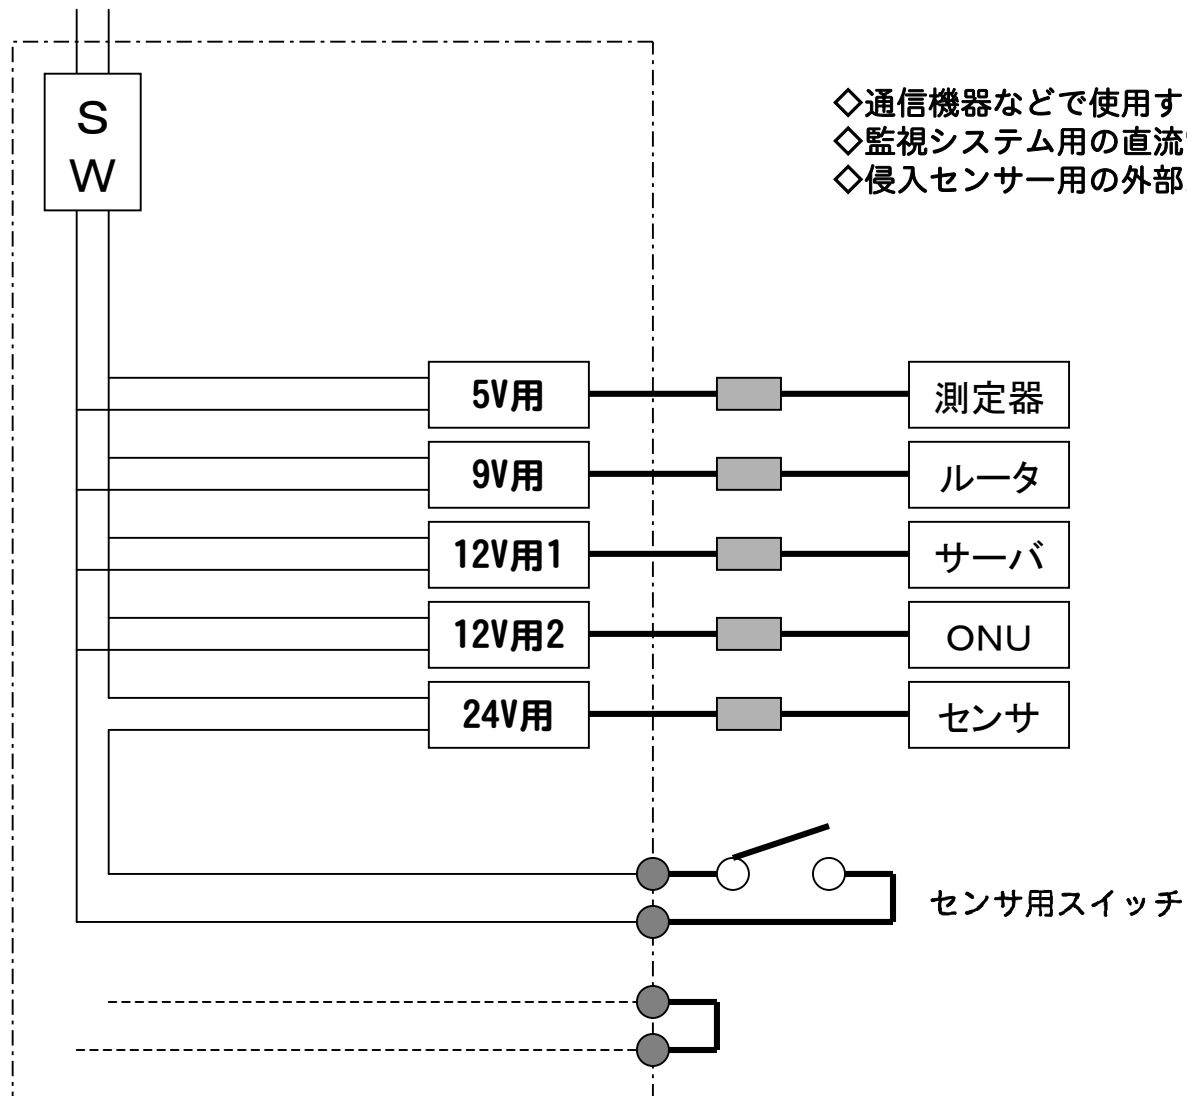 S
W
◇通信機器などで使用す
◇監視システム用の直流
◇侵入センサー用の外部
5V用
測定器
9V用
ルータ
12V用1
サーバ
12V用2
ONU
24V用
センサ
センサ用スイッチ